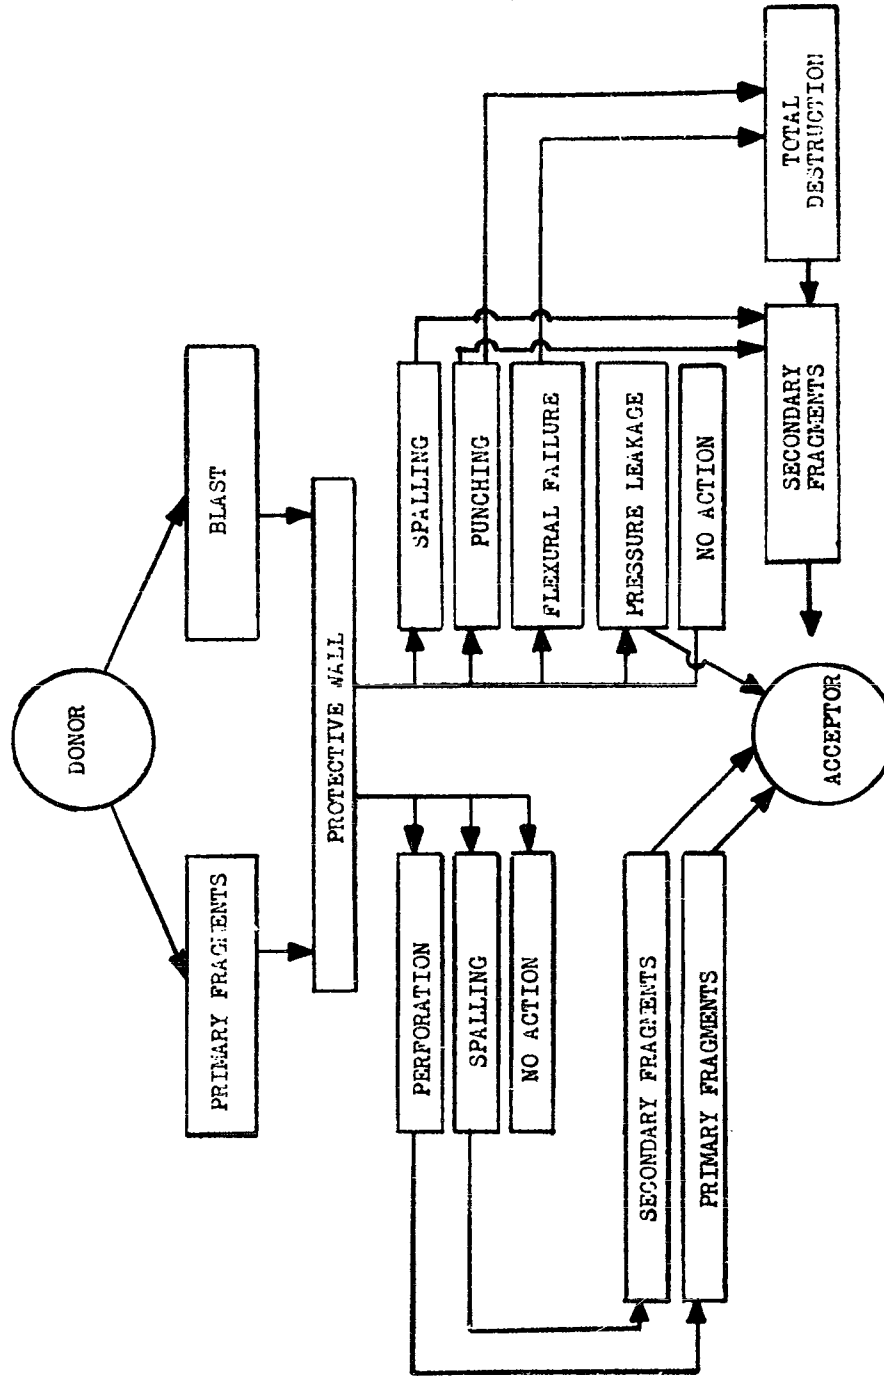 DONOR
PRIMARY FRAGMENTS
BLAST
PROTECTIVE WALL
PERFORATION
SPALLING
NO ACTION
SPALLING
PUNCHING
FLEXURAL FAILURE
PRESSURE LEAKAGE
NO ACTION
SECONDARY FRAGMENTS
PRIMARY FRAGMENTS
ACCEPTOR
SECONDARY
FRAGMENTS
TOTAL
DESTRUCTION